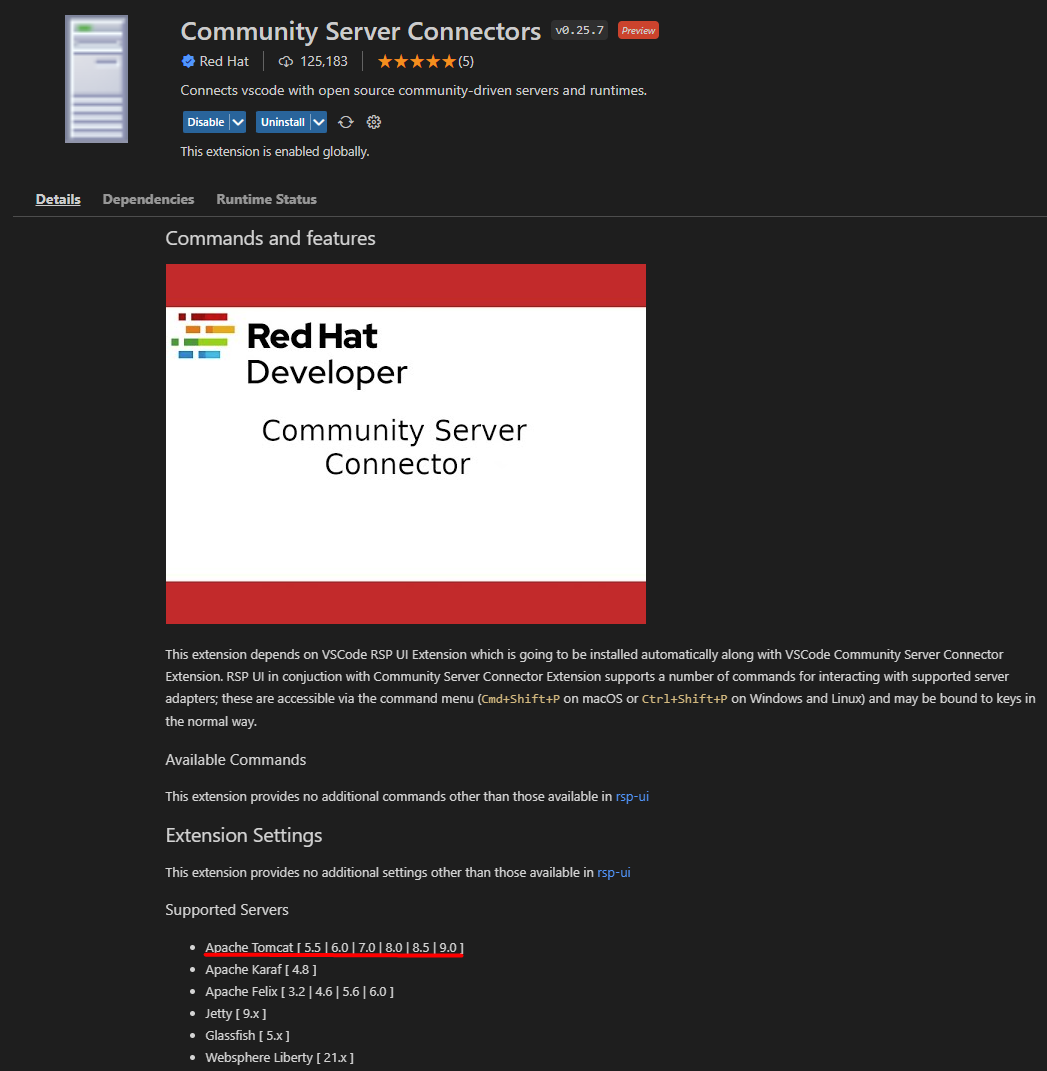 Community Server Connectors v0.25.7 Preview
Red Hat 125,183 (5)
Connects vscode with open source community-driven servers and runtimes.
Disable Uninstall
This extension is enabled globally.
Details Dependencies Runtime Status
Commands and features
Red Hat
Developer
Community Server
Connector
This extension depends on VSCode RSP UI Extension which is going to be installed automatically along with VSCode Community Server Connector
Extension. RSP UI in conjuction with Community Server Connector Extension supports a number of commands for interacting with supported server
adapters; these are accessible via the command menu (Cmd+Shift+P on macOS or Ctrl+Shift+P on Windows and Linux) and may be bound to keys in
the normal way.
Available Commands
This extension provides no additional commands other than those available in rsp-ui
Extension Settings
This extension provides no additional settings other than those available in rsp-ui
Supported Servers
Apache Tomcat [ 5.5 | 6.0 | 7.0 | 8.0 | 8.5 | 9.0 ]
Apache Karaf [ 4.8 ]
Apache Felix [ 3.2 | 4.6 | 5.6 | 6.0 ]
Jetty [ 9.x ]
Glassfish [ 5.x ]
Websphere Liberty [ 21.x ]